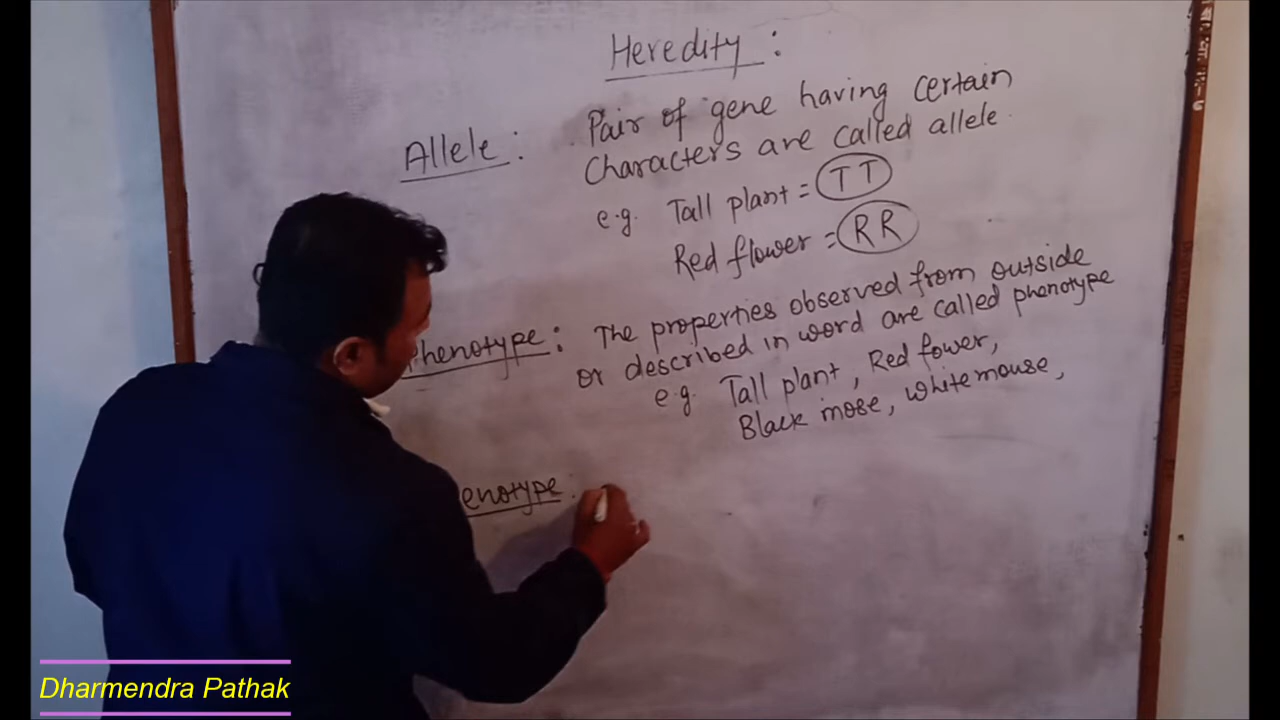 Heredity :
Allele : Pair of gene having certain
characters are called allele.
e.g. Tall plant = TT
Red flower = RR
Phenotype : The properties observed from outside
or described in word are called phenotype
e.g. Tall plant, Red fower,
Black mose, white mouse,
enotype :
Dharmendra Pathak